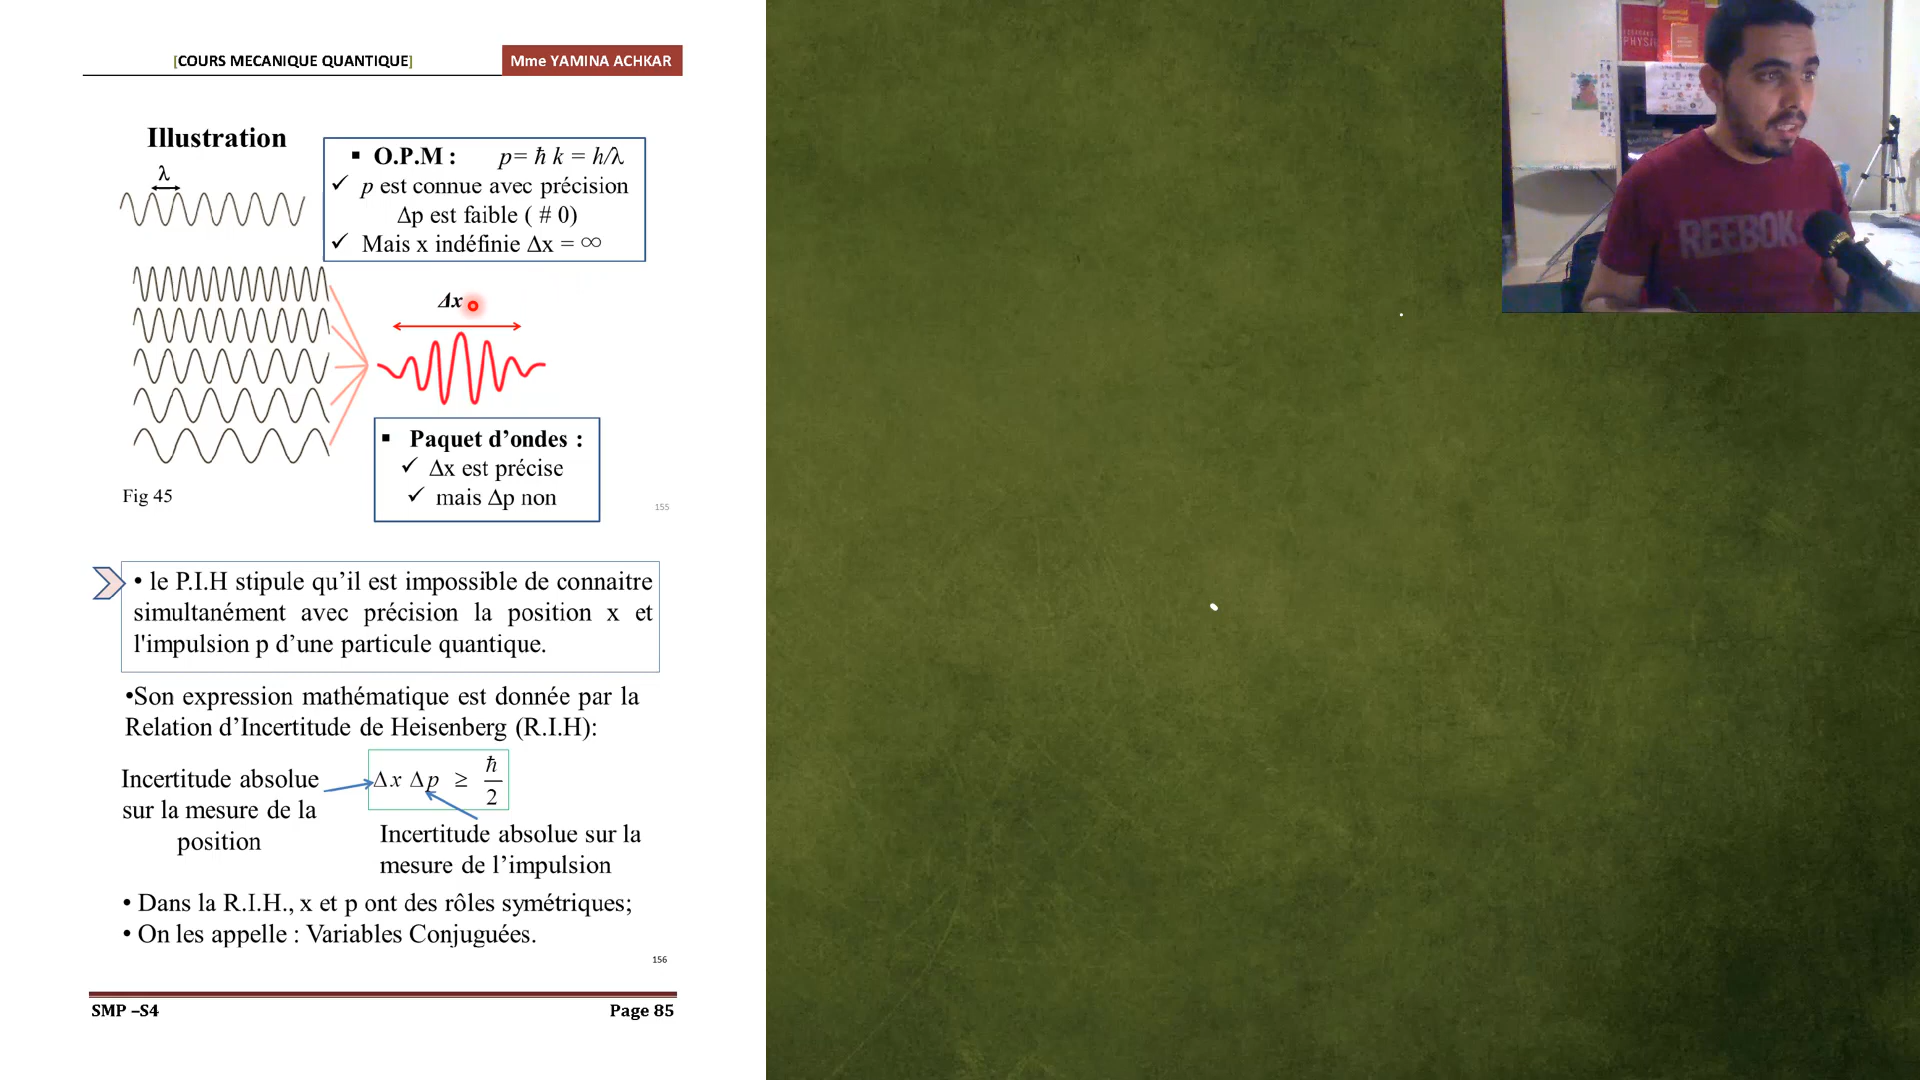 [COURS MECANIQUE QUANTIQUE]
Mme YAMINA ACHKAR
Illustration
λ
▪ O.P.M : p= ħ k = h/λ
✓ p est connue avec précision
Δp est faible ( # 0)
✓ Mais x indéfinie Δx = ∞
Δx
▪ Paquet d’ondes :
✓ Δx est précise
✓ mais Δp non
Fig 45
155
• le P.I.H stipule qu’il est impossible de connaitre
simultanément avec précision la position x et
l'impulsion p d’une particule quantique.
•Son expression mathématique est donnée par la
Relation d’Incertitude de Heisenberg (R.I.H):
Incertitude absolue
sur la mesure de la
position
Δx Δp ≥ ħ/2
Incertitude absolue sur la
mesure de l’impulsion
• Dans la R.I.H., x et p ont des rôles symétriques;
• On les appelle : Variables Conjuguées.
156
SMP –S4
Page 85
REEBOK